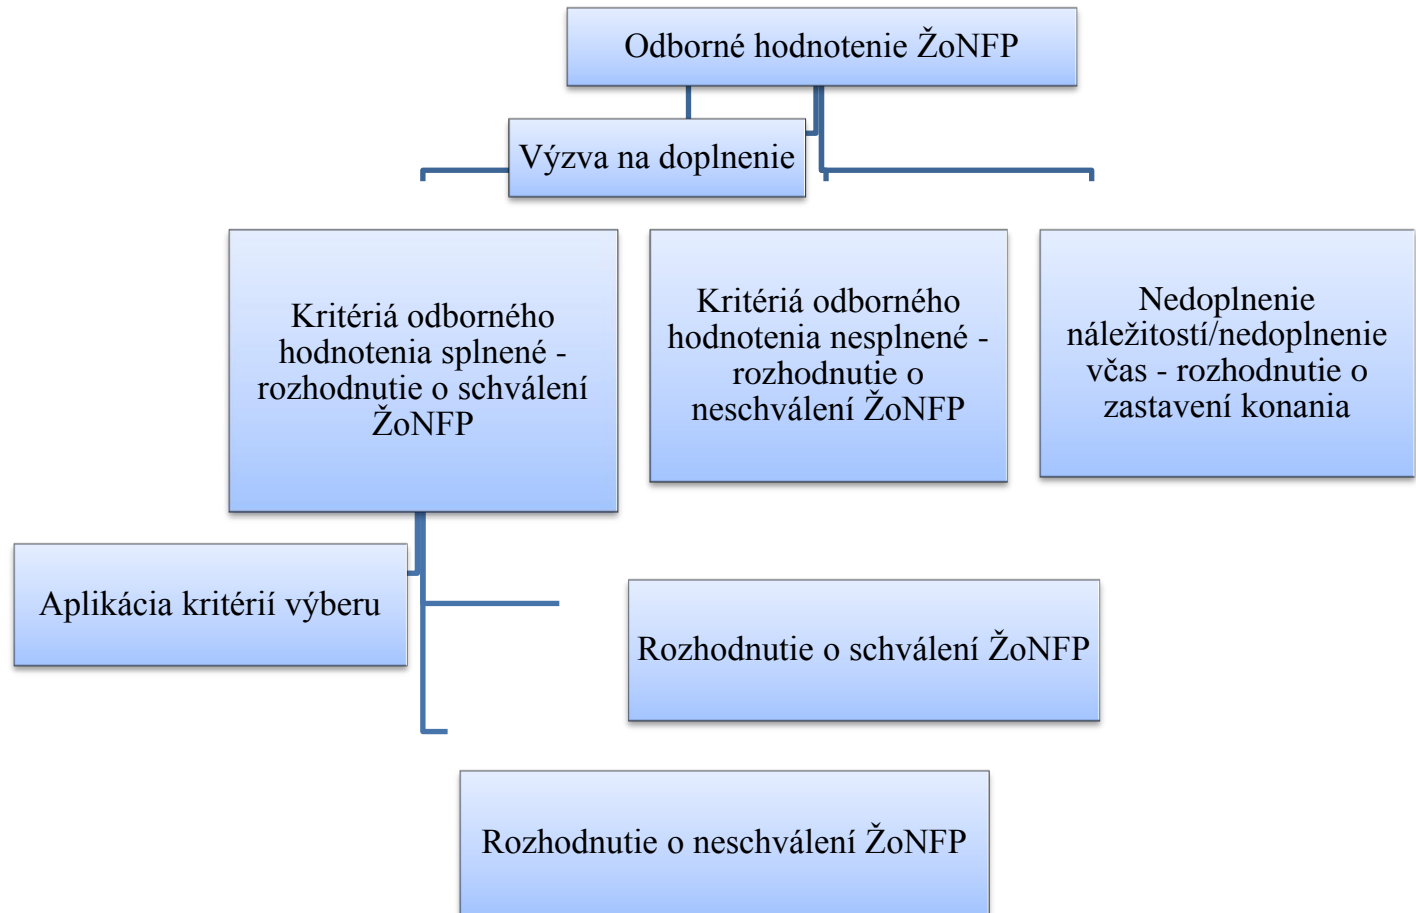 Odborné hodnotenie ŽoNFP
Výzva na doplnenie
Kritériá odborného
hodnotenia splnené -
rozhodnutie o schválení
ŽoNFP
Kritériá odborného
hodnotenia nesplnené -
rozhodnutie o
neschválení ŽoNFP
Nedoplnenie
náležitostí/nedoplnenie
včas - rozhodnutie o
zastavení konania
Aplikácia kritérií výberu
Rozhodnutie o schválení ŽoNFP
Rozhodnutie o neschválení ŽoNFP